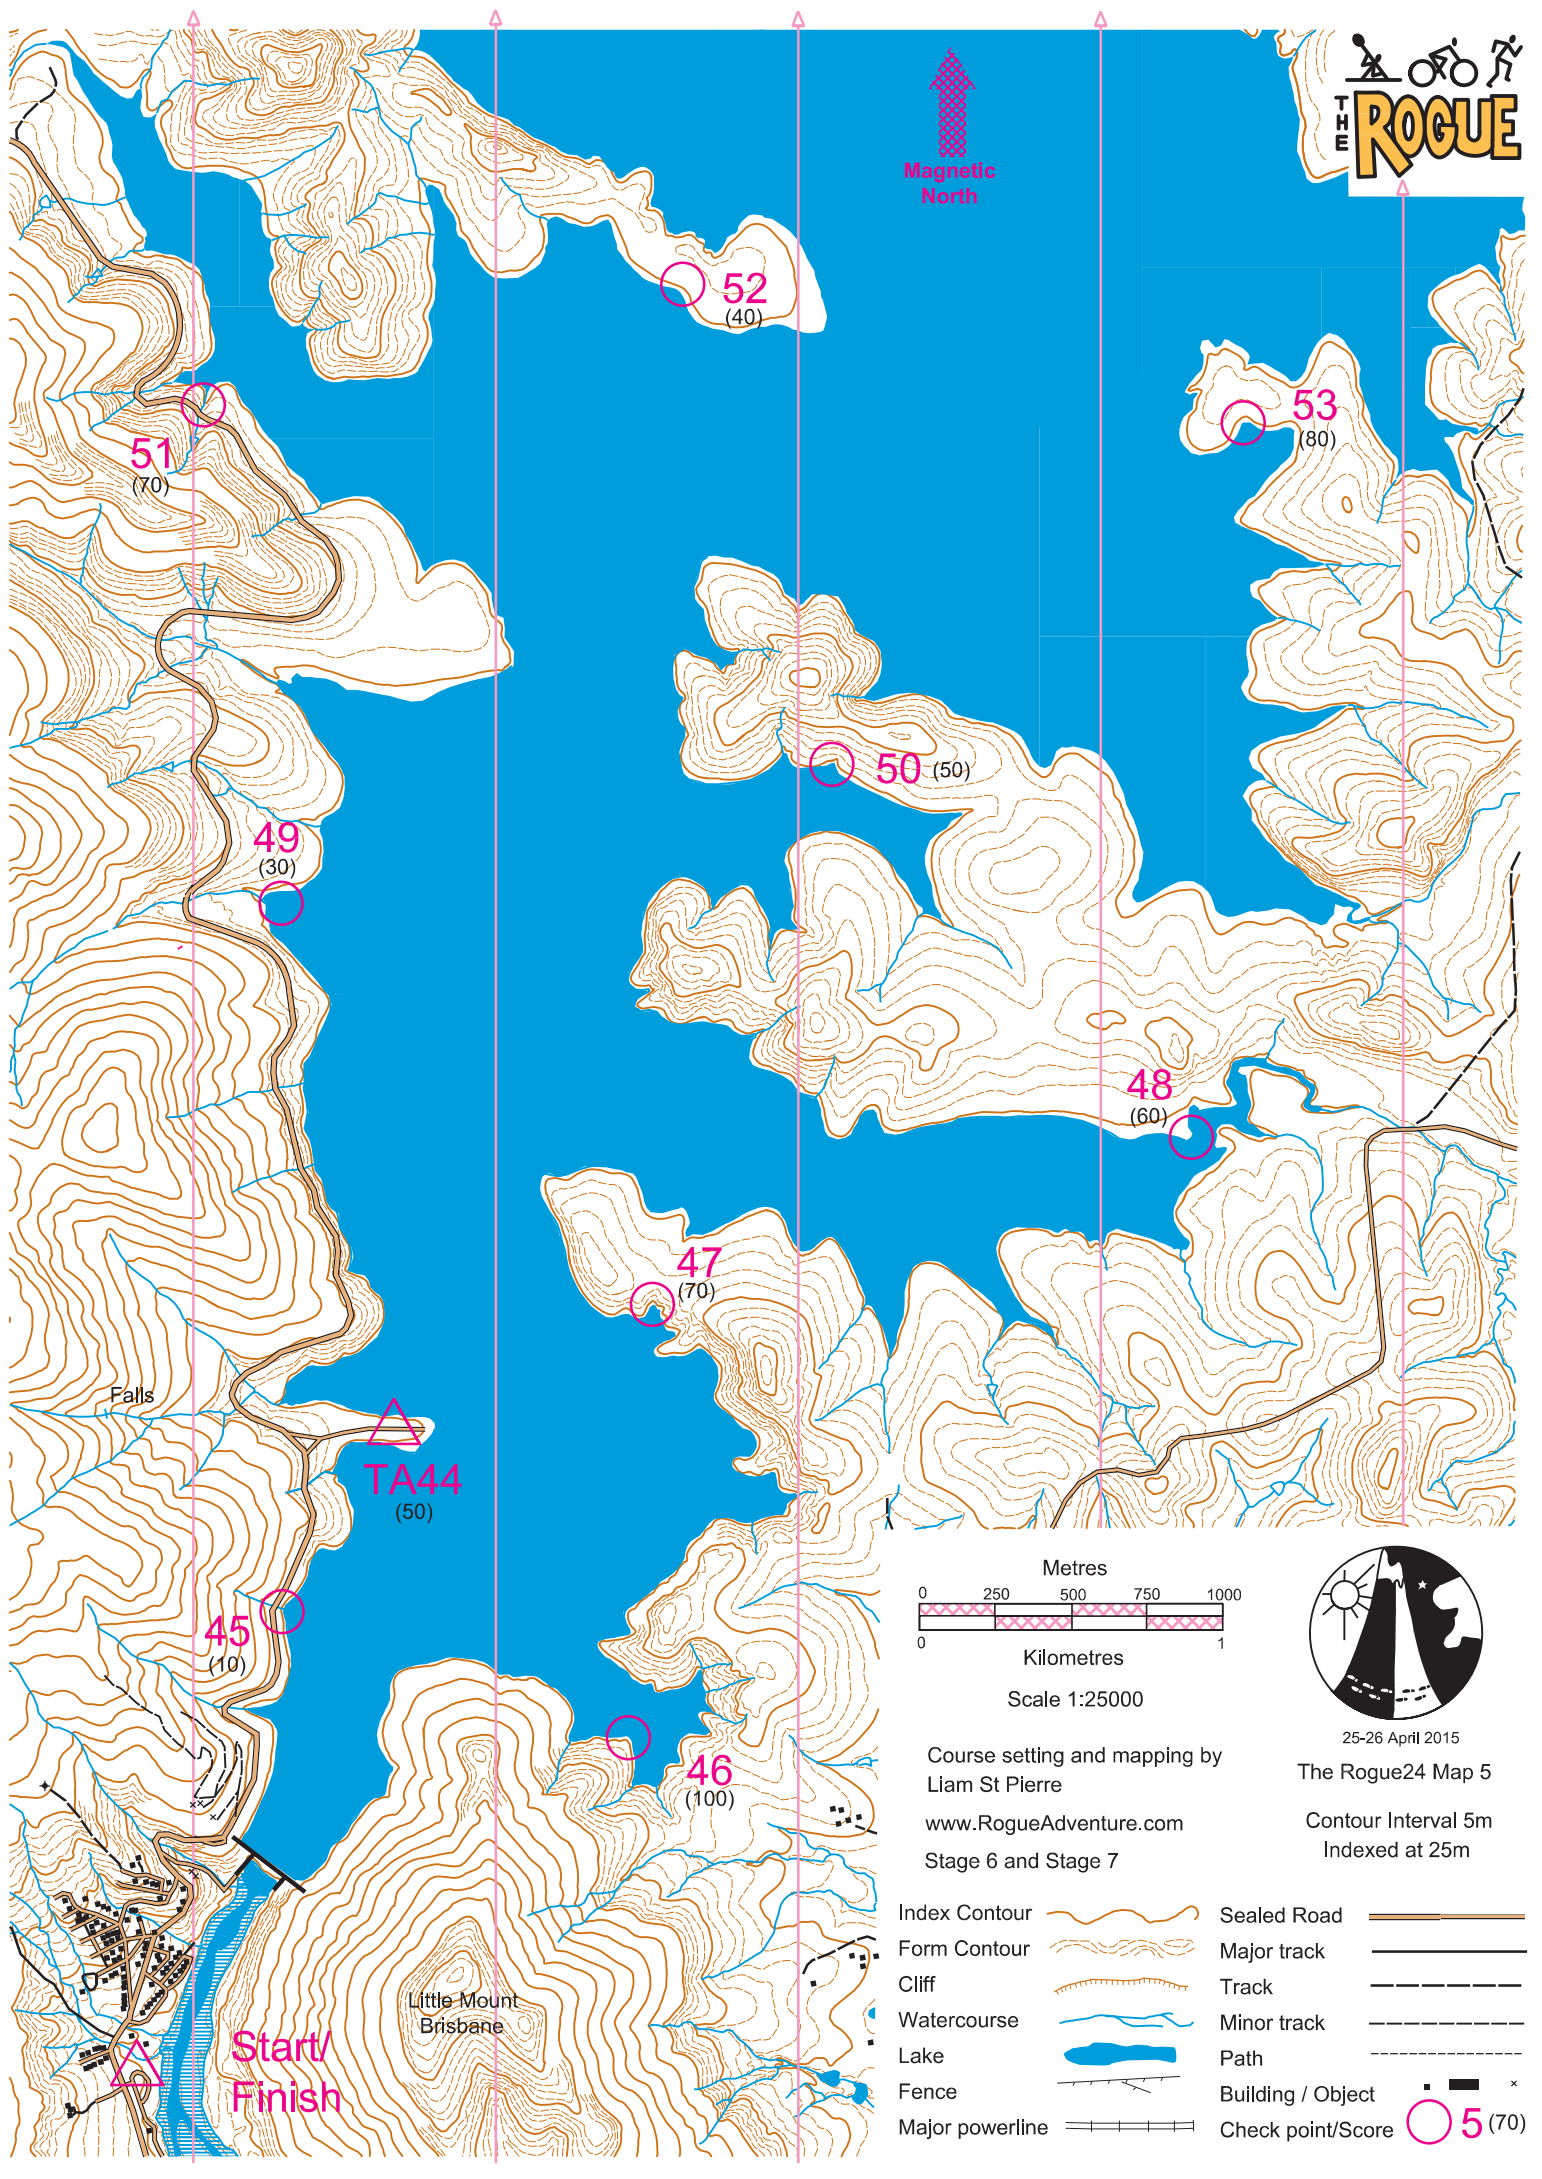 THE
ROGUE
Magnetic
North
52
(40)
53
(80)
51
(70)
50 (50)
49
(30)
48
(60)
47
(70)
Falls
TA44
(50)
45
(10)
46
(100)
Little Mount
Brisbane
Start/
Finish
Metres
0 250 500 750 1000
0 1
Kilometres
Scale 1:25000
Course setting and mapping by
Liam St Pierre
www.RogueAdventure.com
Stage 6 and Stage 7
25-26 April 2015
The Rogue24 Map 5
Contour Interval 5m
Indexed at 25m
Index Contour
Form Contour
Cliff
Watercourse
Lake
Fence
Major powerline
Sealed Road
Major track
Track
Minor track
Path
Building / Object
Check point/Score 5 (70)